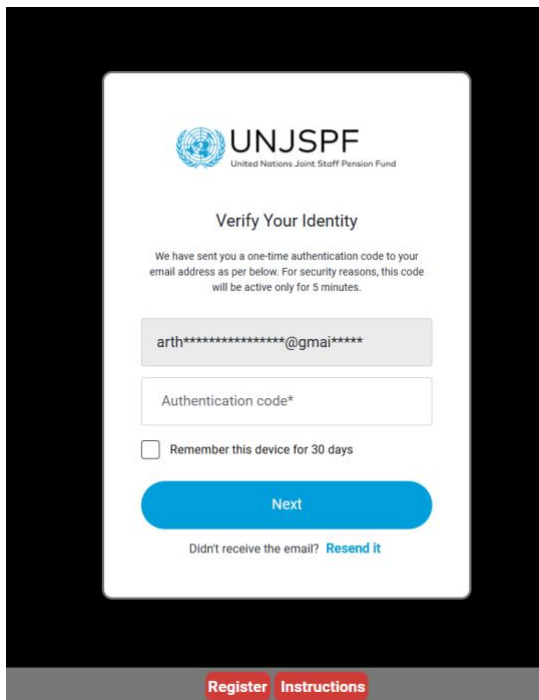 UNJSPF
United Nations Joint Staff Pension Fund
Verify Your Identity
We have sent you a one-time authentication code to your
email address as per below. For security reasons, this code
will be active only for 5 minutes.
arth****************@gmai*****
Authentication code*
Remember this device for 30 days
Next
Didn't receive the email? Resend it
Register Instructions